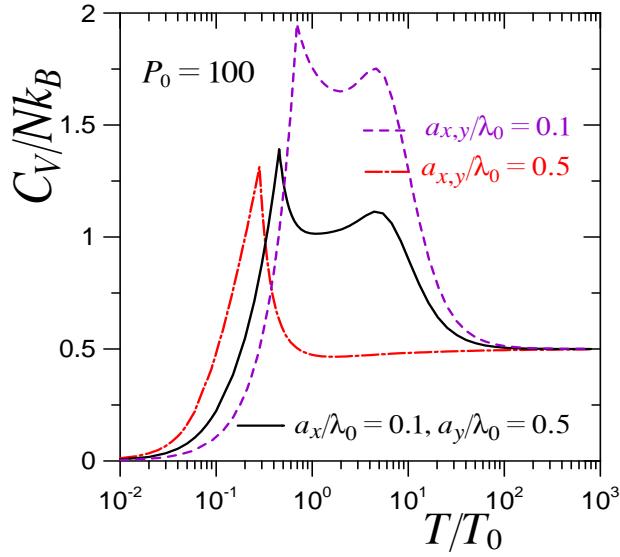 C_V/Nk_B
2
1.5
1
0.5
0
P₀ = 100
a_{x,y}/λ₀ = 0.1
a_{x,y}/λ₀ = 0.5
a_x/λ₀ = 0.1, a_y/λ₀ = 0.5
10⁻² 10⁻¹ 10⁰ 10¹ 10² 10³
T/T₀